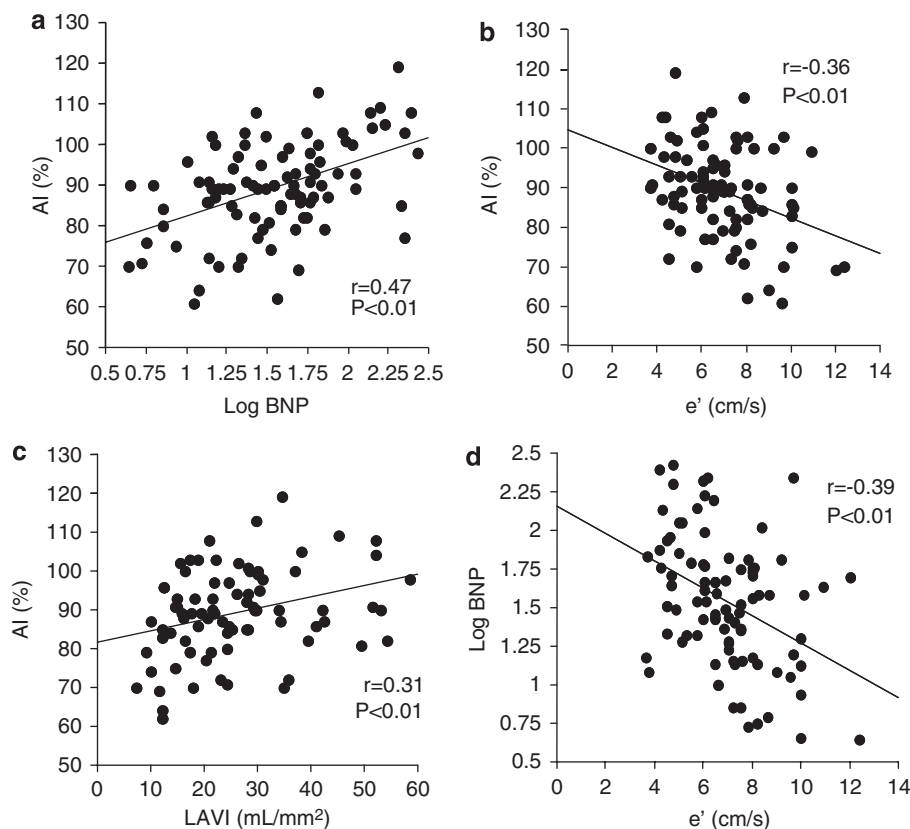 a
130
120
110
100
90
80
70
60
50
AI (%)
r=0.47
P<0.01
0.5 0.75 1 1.25 1.5 1.75 2 2.25 2.5
Log BNP
b
130
120
110
100
90
80
70
60
50
AI (%)
r=-0.36
P<0.01
0 2 4 6 8 10 12 14
e' (cm/s)
c
130
120
110
100
90
80
70
60
50
AI (%)
r=0.31
P<0.01
0 10 20 30 40 50 60
LAVI (mL/mm²)
d
2.5
2.25
2
1.75
1.5
1.25
1
0.75
0.5
Log BNP
r=-0.39
P<0.01
0 2 4 6 8 10 12 14
e' (cm/s)